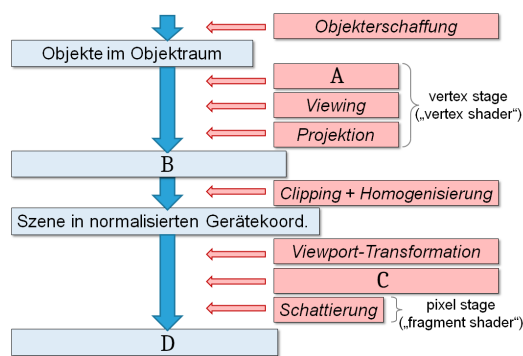 Objekterschaffung
Objekte im Objektraum
A
Viewing
Projektion
vertex stage
(„vertex shader“)
B
Clipping + Homogenisierung
Szene in normalisierten Gerätekoord.
Viewport-Transformation
C
Schattierung
pixel stage
(„fragment shader“)
D